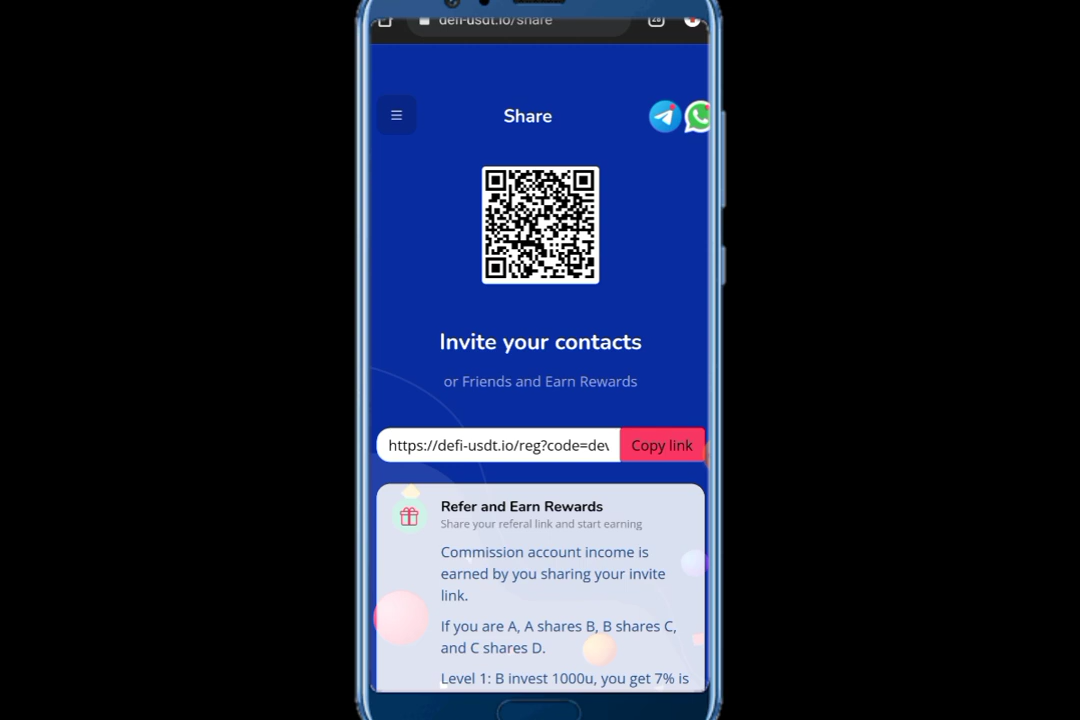 defi-usdt.io/share
Share
Invite your contacts
or Friends and Earn Rewards
https://defi-usdt.io/reg?code=de
Copy link
Refer and Earn Rewards
Share your referal link and start earning
Commission account income is
earned by you sharing your invite
link.
If you are A, A shares B, B shares C,
and C shares D.
Level 1: B invest 1000u, you get 7% is